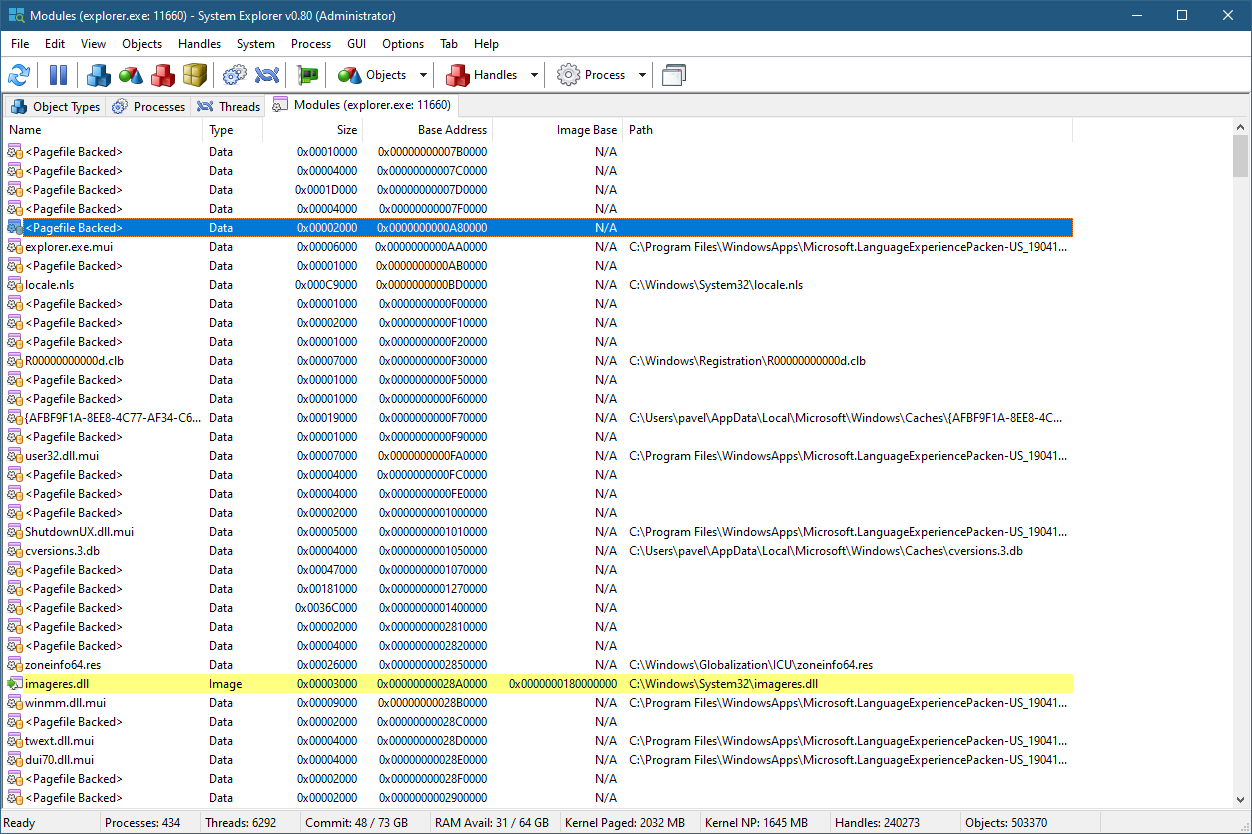 Modules (explorer.exe: 11660) - System Explorer v0.80 (Administrator)
File Edit View Objects Handles System Process GUI Options Tab Help
Objects Handles Process
Object Types Processes Threads Modules (explorer.exe: 11660)
Name Type Size Base Address Image Base Path
<Pagefile Backed> Data 0x00010000 0x00000000007B0000 N/A
<Pagefile Backed> Data 0x00004000 0x00000000007C0000 N/A
<Pagefile Backed> Data 0x0001D000 0x00000000007D0000 N/A
<Pagefile Backed> Data 0x00004000 0x00000000007F0000 N/A
<Pagefile Backed> Data 0x00002000 0x0000000000A80000 N/A
explorer.exe.mui Data 0x00006000 0x0000000000AA0000 N/A C:\Program Files\WindowsApps\Microsoft.LanguageExperiencePacken-US_19041...
<Pagefile Backed> Data 0x00001000 0x0000000000AB0000 N/A
locale.nls Data 0x000C9000 0x0000000000BD0000 N/A C:\Windows\System32\locale.nls
<Pagefile Backed> Data 0x00001000 0x0000000000F00000 N/A
<Pagefile Backed> Data 0x00002000 0x0000000000F10000 N/A
<Pagefile Backed> Data 0x00001000 0x0000000000F20000 N/A
R00000000000d.clb Data 0x00007000 0x0000000000F30000 N/A C:\Windows\Registration\R00000000000d.clb
<Pagefile Backed> Data 0x00001000 0x0000000000F50000 N/A
<Pagefile Backed> Data 0x00001000 0x0000000000F60000 N/A
{AFBF9F1A-8EE8-4C77-AF34-C6... Data 0x00019000 0x0000000000F70000 N/A C:\Users\pavel\AppData\Local\Microsoft\Windows\Caches\{AFBF9F1A-8EE8-4C...
<Pagefile Backed> Data 0x00001000 0x0000000000F90000 N/A
user32.dll.mui Data 0x00007000 0x0000000000FA0000 N/A C:\Program Files\WindowsApps\Microsoft.LanguageExperiencePacken-US_19041...
<Pagefile Backed> Data 0x00004000 0x0000000000FC0000 N/A
<Pagefile Backed> Data 0x00004000 0x0000000000FE0000 N/A
<Pagefile Backed> Data 0x00002000 0x0000000001000000 N/A
ShutdownUX.dll.mui Data 0x00005000 0x0000000001010000 N/A C:\Program Files\WindowsApps\Microsoft.LanguageExperiencePacken-US_19041...
cversions.3.db Data 0x00004000 0x0000000001050000 N/A C:\Users\pavel\AppData\Local\Microsoft\Windows\Caches\cversions.3.db
<Pagefile Backed> Data 0x00047000 0x0000000001070000 N/A
<Pagefile Backed> Data 0x00181000 0x0000000001270000 N/A
<Pagefile Backed> Data 0x0036C000 0x0000000001400000 N/A
<Pagefile Backed> Data 0x00002000 0x0000000002810000 N/A
<Pagefile Backed> Data 0x00004000 0x0000000002820000 N/A
zoneinfo64.res Data 0x00026000 0x0000000002850000 N/A C:\Windows\Globalization\ICU\zoneinfo64.res
imageres.dll Image 0x00003000 0x00000000028A0000 0x0000000180000000 C:\Windows\System32\imageres.dll
winmm.dll.mui Data 0x00009000 0x00000000028B0000 N/A C:\Program Files\WindowsApps\Microsoft.LanguageExperiencePacken-US_19041...
<Pagefile Backed> Data 0x00002000 0x00000000028C0000 N/A
twext.dll.mui Data 0x00004000 0x00000000028D0000 N/A C:\Program Files\WindowsApps\Microsoft.LanguageExperiencePacken-US_19041...
dui70.dll.mui Data 0x00004000 0x00000000028E0000 N/A C:\Program Files\WindowsApps\Microsoft.LanguageExperiencePacken-US_19041...
<Pagefile Backed> Data 0x00002000 0x00000000028F0000 N/A
<Pagefile Backed> Data 0x00002000 0x0000000002900000 N/A
Ready Processes: 434 Threads: 6292 Commit: 48 / 73 GB RAM Avail: 31 / 64 GB Kernel Paged: 2032 MB Kernel NP: 1645 MB Handles: 240273 Objects: 503370